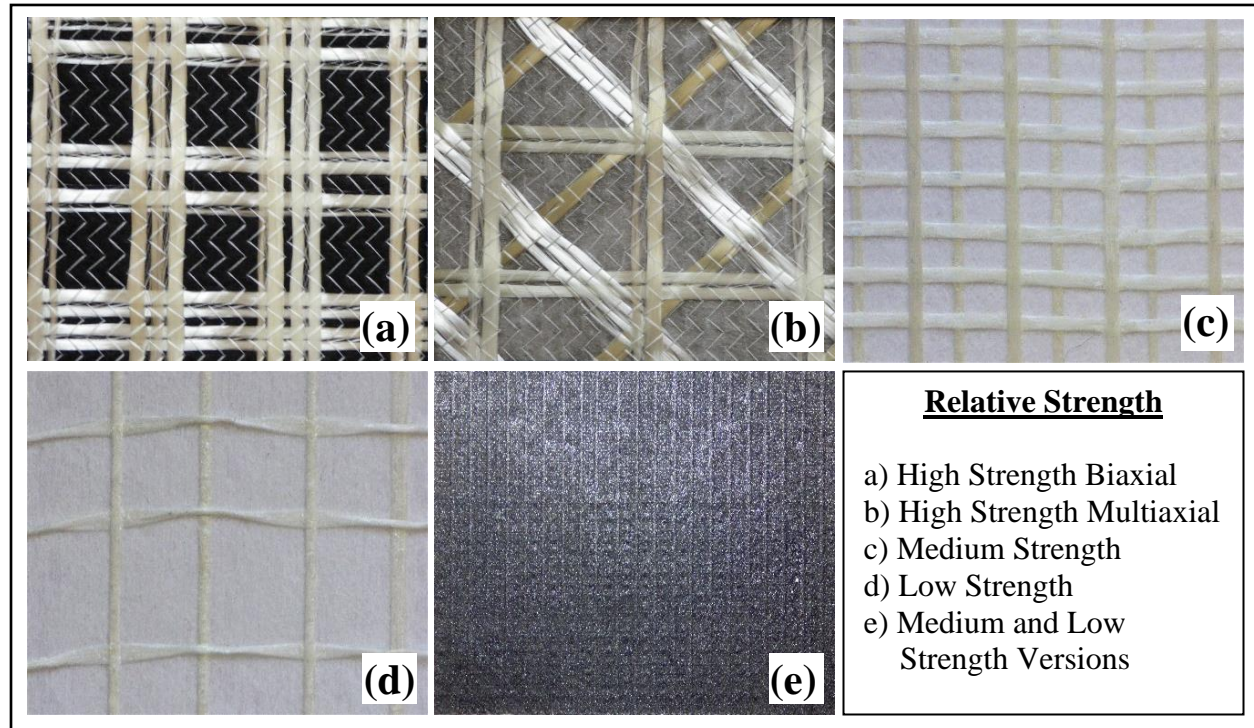 (a)
(b)
(c)
(d)
(e)
Relative Strength
a) High Strength Biaxial
b) High Strength Multiaxial
c) Medium Strength
d) Low Strength
e) Medium and Low
Strength Versions